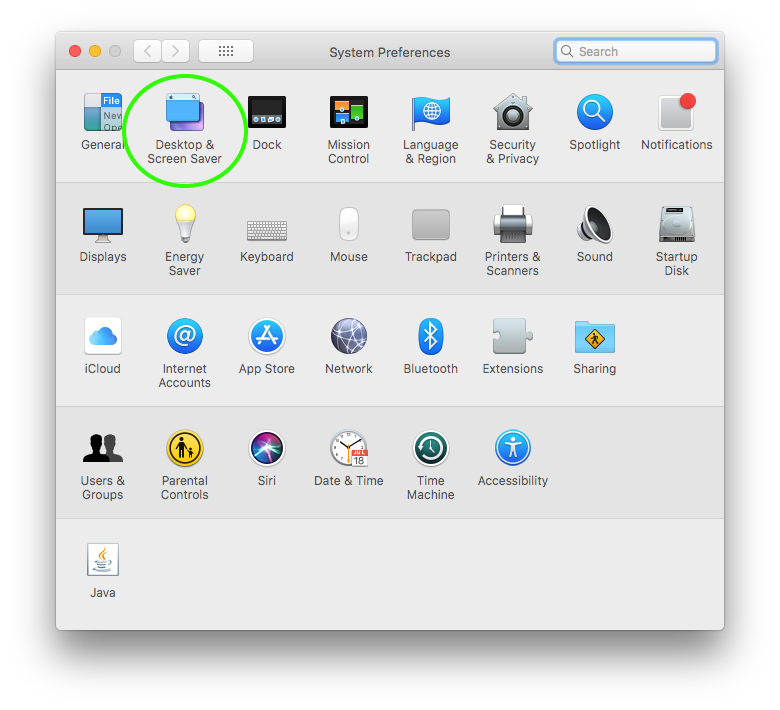 System Preferences
Search
File
New
Ope
General
Desktop &
Screen Saver
Dock
Mission
Control
Language
& Region
Security
& Privacy
Spotlight
Notifications
Displays
Energy
Saver
Keyboard
Mouse
Trackpad
Printers &
Scanners
Sound
Startup
Disk
iCloud
@
Internet
Accounts
App Store
Network
Bluetooth
Extensions
Sharing
Users &
Groups
Parental
Controls
Siri
JUL
18
Date & Time
Time
Machine
Accessibility
Java